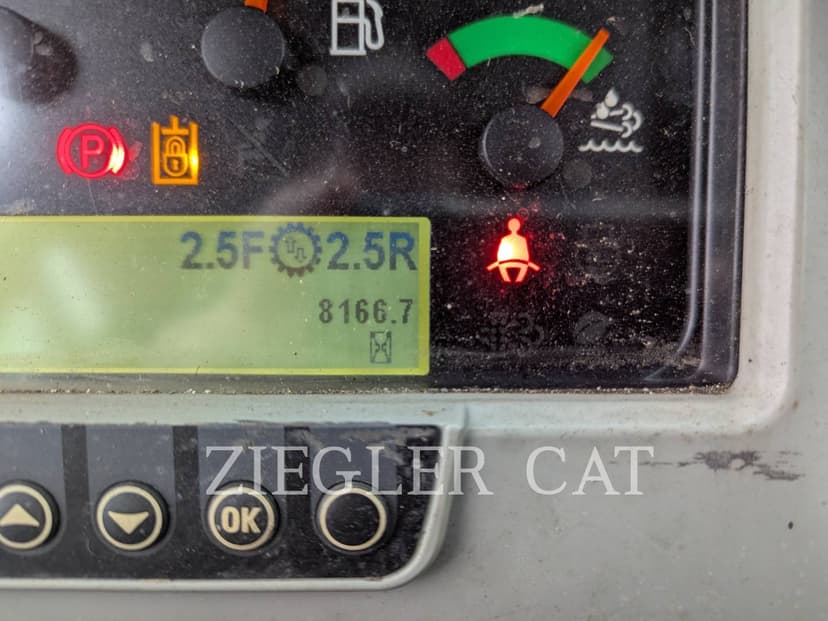 P
2.5F 2.5R
8166.7
ZIEGLER CAT
OK